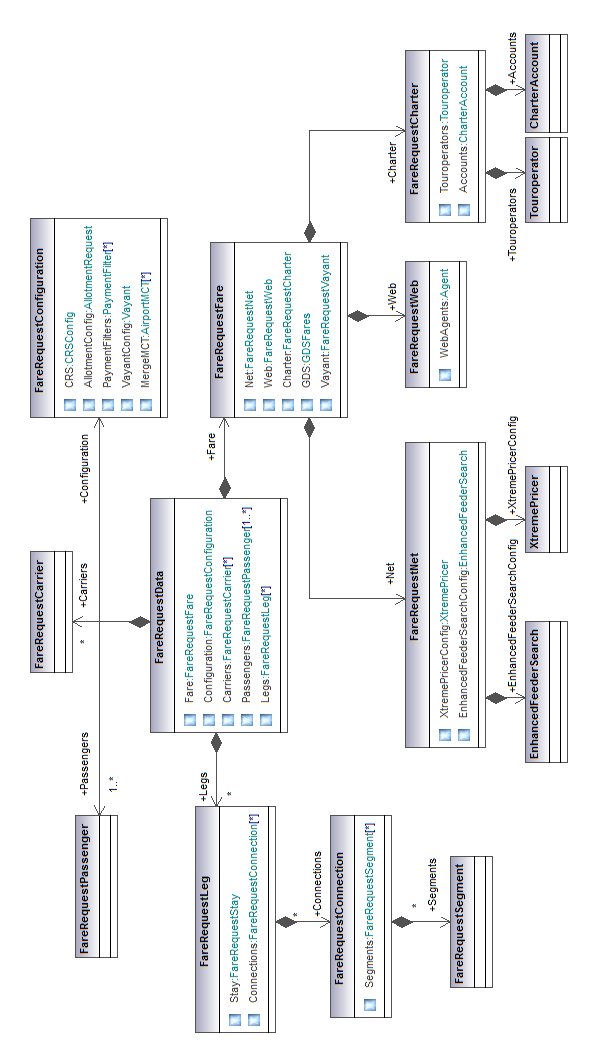 FareRequestPassenger
+Passengers
1..*
FareRequestCarrier
+Carriers
*
FareRequestConfiguration
CRS:CRSConfig
AllotmentConfig:AllotmentRequest
PaymentFilters:PaymentFilter[*]
VayantConfig:Vayant
MergeMCT:AirportMCT[*]
+Configuration
FareRequestData
Fare:FareRequestFare
Configuration:FareRequestConfiguration
Carriers:FareRequestCarrier[*]
Passengers:FareRequestPassenger[1..*]
Legs:FareRequestLeg[*]
+Legs
*
+Fare
FareRequestLeg
Stay:FareRequestStay
Connections:FareRequestConnection[*]
*
+Connections
FareRequestConnection
Segments:FareRequestSegment[*]
*
+Segments
FareRequestSegment
FareRequestFare
Net:FareRequestNet
Web:FareRequestWeb
Charter:FareRequestCharter
GDS:GDSFares
Vayant:FareRequestVayant
+Net
+Web
+Charter
FareRequestNet
XtremePricerConfig:XtremePricer
EnhancedFeederSearchConfig:EnhancedFeederSearch
+EnhancedFeederSearchConfig
+XtremePricerConfig
EnhancedFeederSearch
XtremePricer
FareRequestWeb
WebAgents:Agent
FareRequestCharter
Touroperators:Touroperator
Accounts:CharterAccount
+Touroperators
+Accounts
Touroperator
CharterAccount